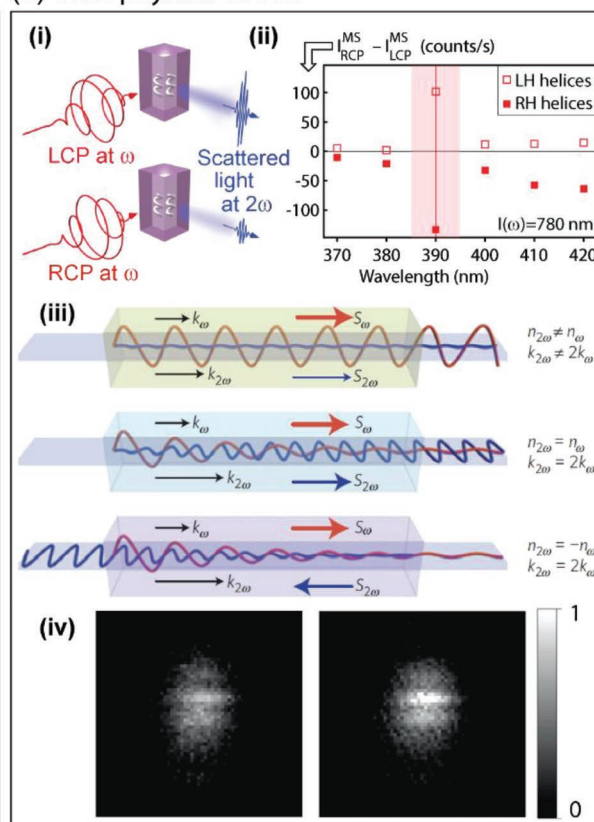 (i)
LCP at ω
RCP at ω
Scattered
light
at 2ω
(ii)
I^MS_RCP − I^MS_LCP (counts/s)
LH helices
RH helices
100
50
0
-50
-100
I(ω)=780 nm
370 380 390 400 410 420
Wavelength (nm)
(iii)
k_ω S_ω
k_2ω S_2ω
n_2ω ≠ n_ω
k_2ω ≠ 2k_ω
k_ω S_ω
k_2ω S_2ω
n_2ω = n_ω
k_2ω = 2k_ω
k_ω S_ω
k_2ω S_2ω
n_2ω = −n_ω
k_2ω = 2k_ω
(iv)
1
0